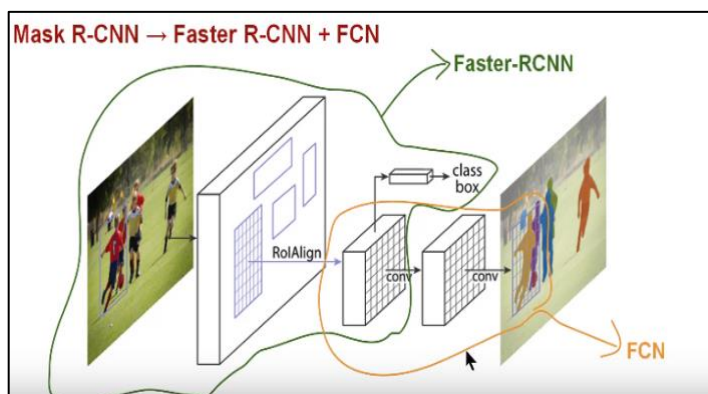 Mask R-CNN → Faster R-CNN + FCN
Faster-RCNN
class
box
RoIAlign
conv
conv
FCN